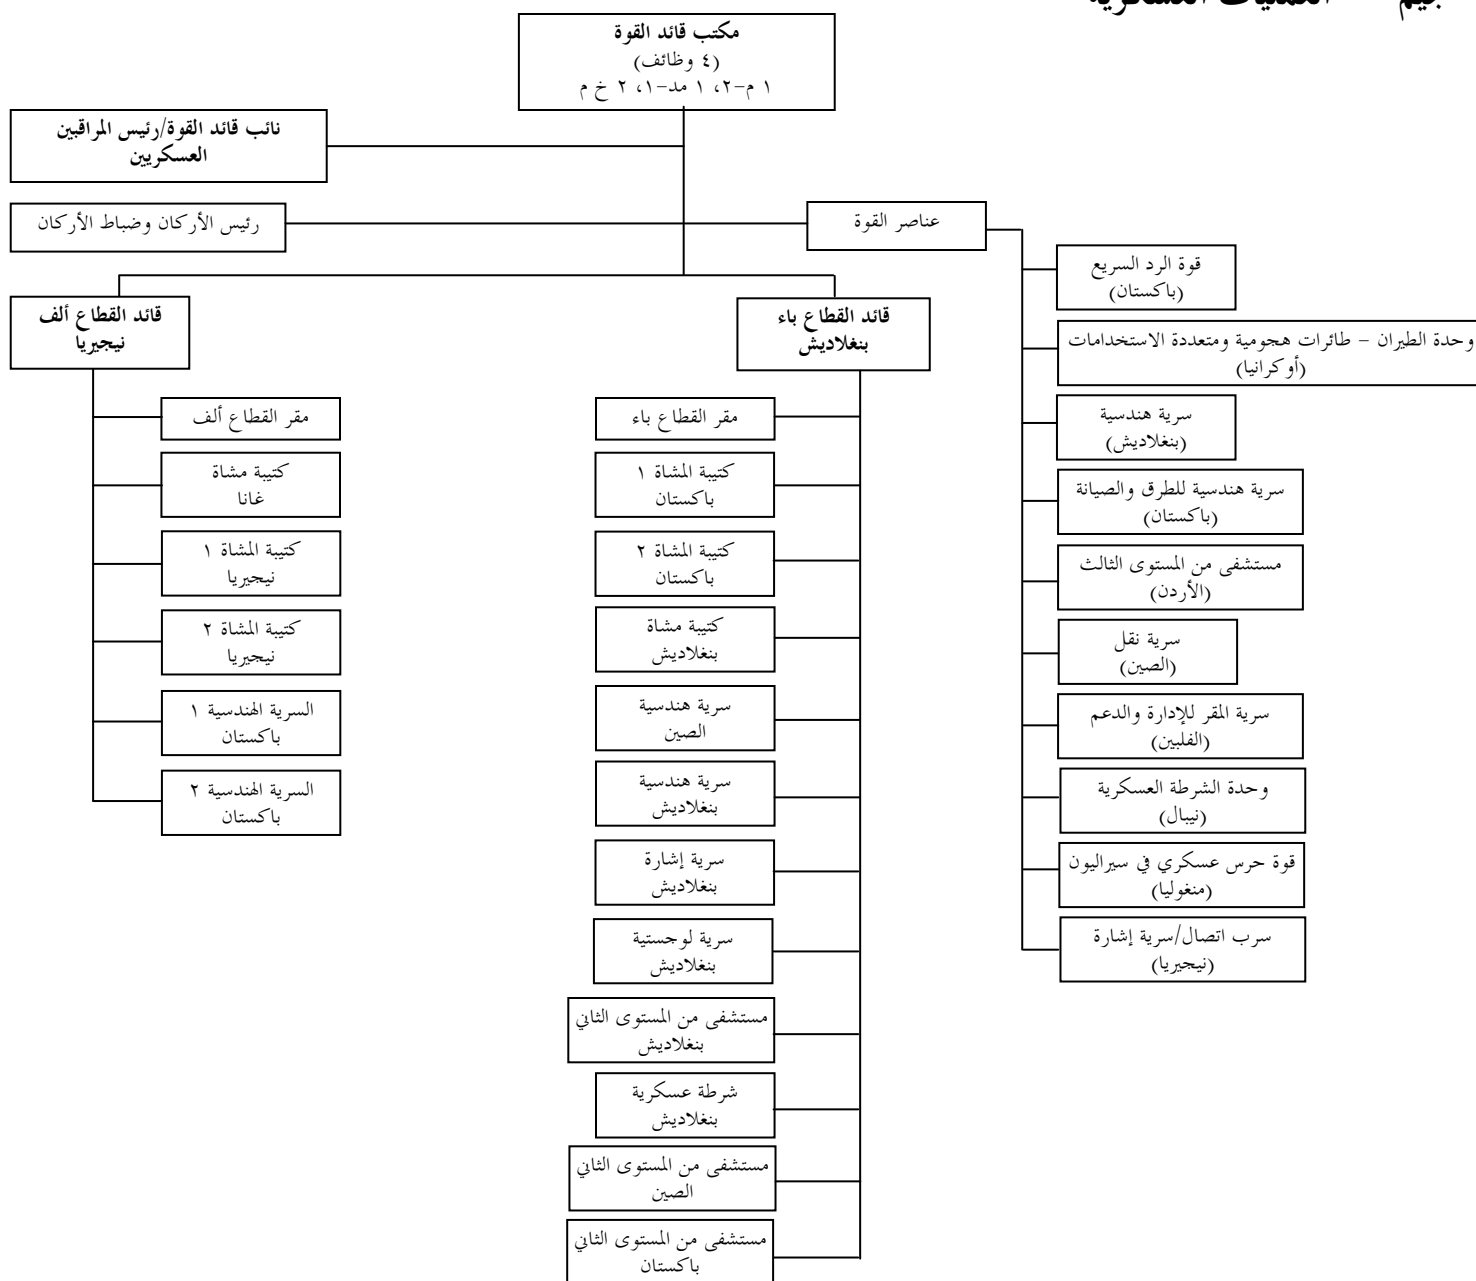 جيم - العمليات العسكرية
مكتب قائد القوة
(٤ وظائف)
١ م-٢، ١ مد-١، ٢ خ م
نائب قائد القوة/رئيس المراقبين
العسكريين
رئيس الأركان وضباط الأركان
عناصر القوة
قوة الرد السريع
(باكستان)
وحدة الطيران - طائرات هجومية ومتعددة الاستخدامات
(أوكرانيا)
سرية هندسية
(بنغلاديش)
سرية هندسية للطرق والصيانة
(باكستان)
مستشفى من المستوى الثالث
(الأردن)
سرية نقل
(الصين)
سرية المقر للإدارة والدعم
(الفلبين)
وحدة الشرطة العسكرية
(نيبال)
قوة حرس عسكري في سيراليون
(منغوليا)
سرب اتصال/سرية إشارة
(نيجيريا)
قائد القطاع باء
بنغلاديش
مقر القطاع باء
كتيبة المشاة ١
باكستان
كتيبة المشاة ٢
باكستان
كتيبة مشاة
بنغلاديش
سرية هندسية
الصين
سرية هندسية
بنغلاديش
سرية إشارة
بنغلاديش
سرية لوجستية
بنغلاديش
مستشفى من المستوى الثاني
بنغلاديش
شرطة عسكرية
بنغلاديش
مستشفى من المستوى الثاني
الصين
مستشفى من المستوى الثاني
باكستان
قائد القطاع ألف
نيجيريا
مقر القطاع ألف
كتيبة مشاة
غانا
كتيبة المشاة ١
نيجيريا
كتيبة المشاة ٢
نيجيريا
السرية الهندسية ١
باكستان
السرية الهندسية ٢
باكستان